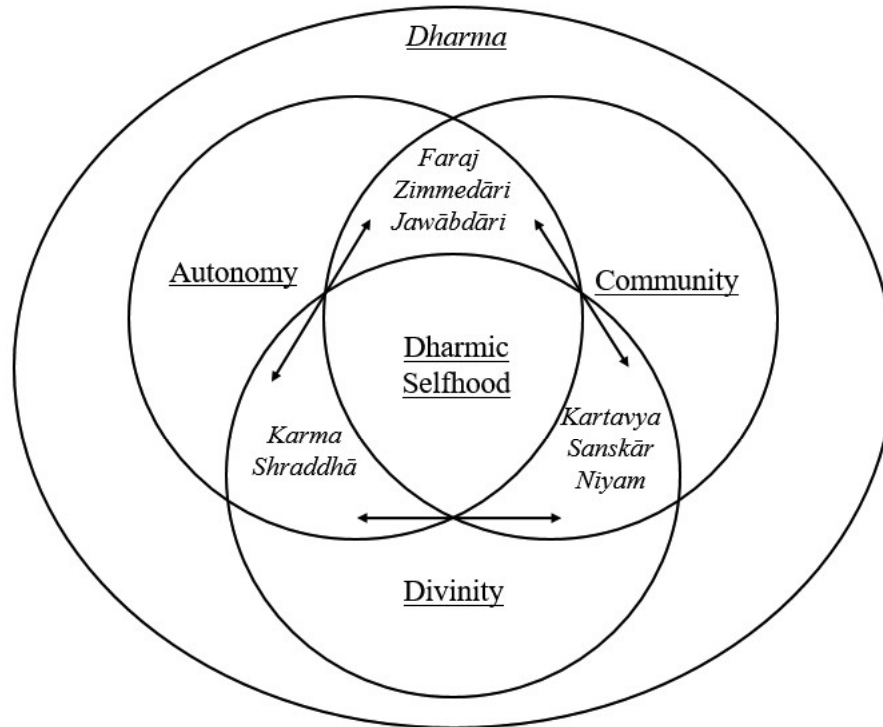 Dharma
Faraj
Zimmedāri
Jawābdāri
Autonomy
Community
Dharmic
Selfhood
Karma
Shraddhā
Kartavya
Sanskār
Niyam
Divinity